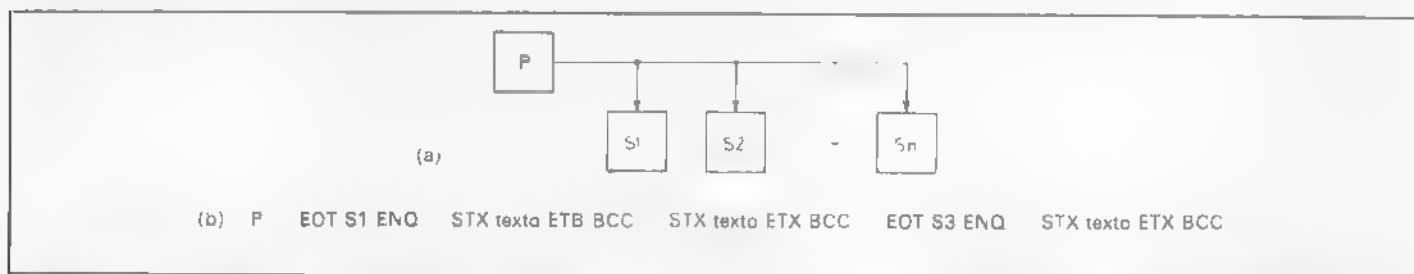 P
S1 S2 Sn
(a)
(b) P EOT S1 ENQ STX texto ETB BCC STX texto ETX BCC EOT S3 ENQ STX texto ETX BCC